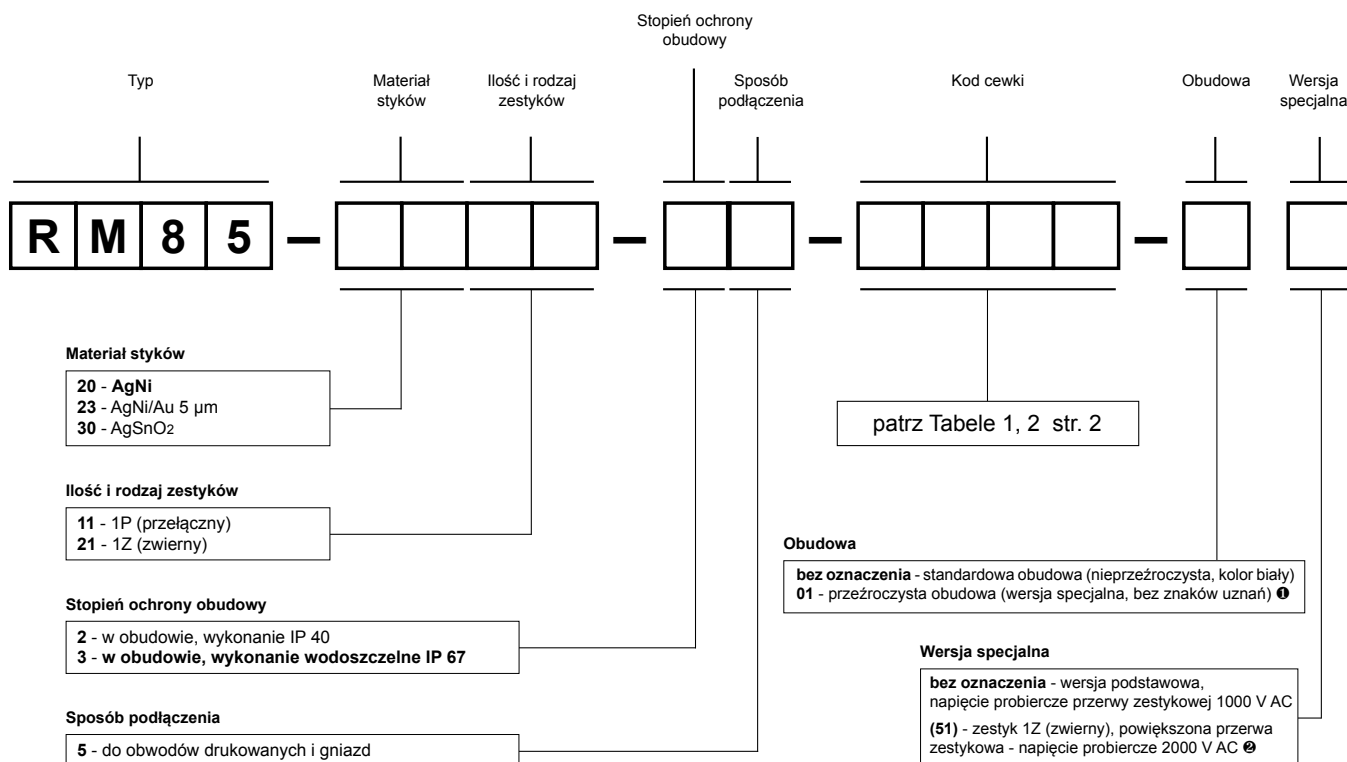 Stopień ochrony
obudowy
Typ
Materiał
styków
Ilość i rodzaj
zestyków
Sposób
podłączenia
Kod cewki
Obudowa
Wersja
specjalna
R M 8 5 – – – –
Materiał styków
20 - AgNi
23 - AgNi/Au 5 µm
30 - AgSnO2
patrz Tabele 1, 2 str. 2
Ilość i rodzaj zestyków
11 - 1P (przełączny)
21 - 1Z (zwierny)
Obudowa
bez oznaczenia - standardowa obudowa (nieprzeźroczysta, kolor biały)
01 - przeźroczysta obudowa (wersja specjalna, bez znaków uznań) ❶
Stopień ochrony obudowy
2 - w obudowie, wykonanie IP 40
3 - w obudowie, wykonanie wodoszczelne IP 67
Wersja specjalna
bez oznaczenia - wersja podstawowa,
napięcie probiercze przerwy zestykowej 1000 V AC
(51) - zestyk 1Z (zwierny), powiększona przerwa
zestykowa - napięcie probiercze 2000 V AC ❷
Sposób podłączenia
5 - do obwodów drukowanych i gniazd